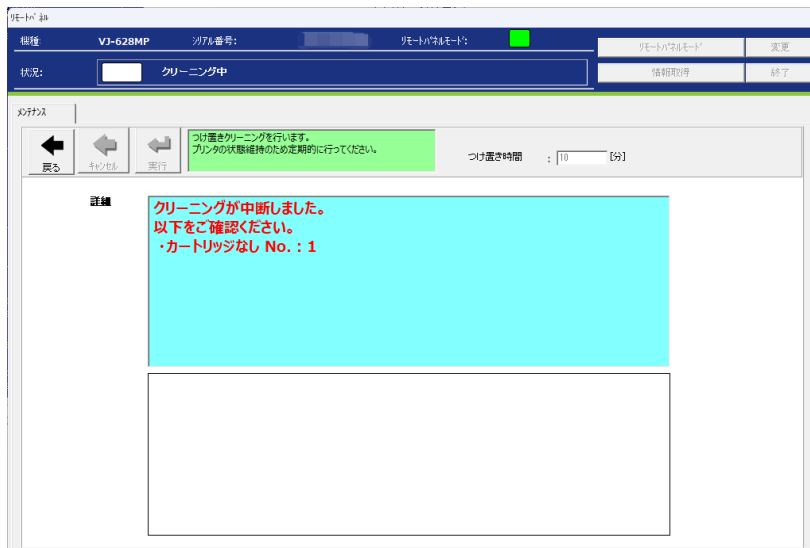 リモートパネル
機種:
VJ-628MP
シリアル番号:
リモートパネルモード:
リモートパネルモード
変更
状況:
クリーニング中
情報取得
終了
メンテナンス
戻る
キャンセル
実行
つけ置きクリーニングを行います。
プリンタの状態維持のため定期的に行ってください。
つけ置き時間 : 10 [分]
詳細
クリーニングが中断しました。
以下をご確認ください。
・カートリッジなし No. : 1